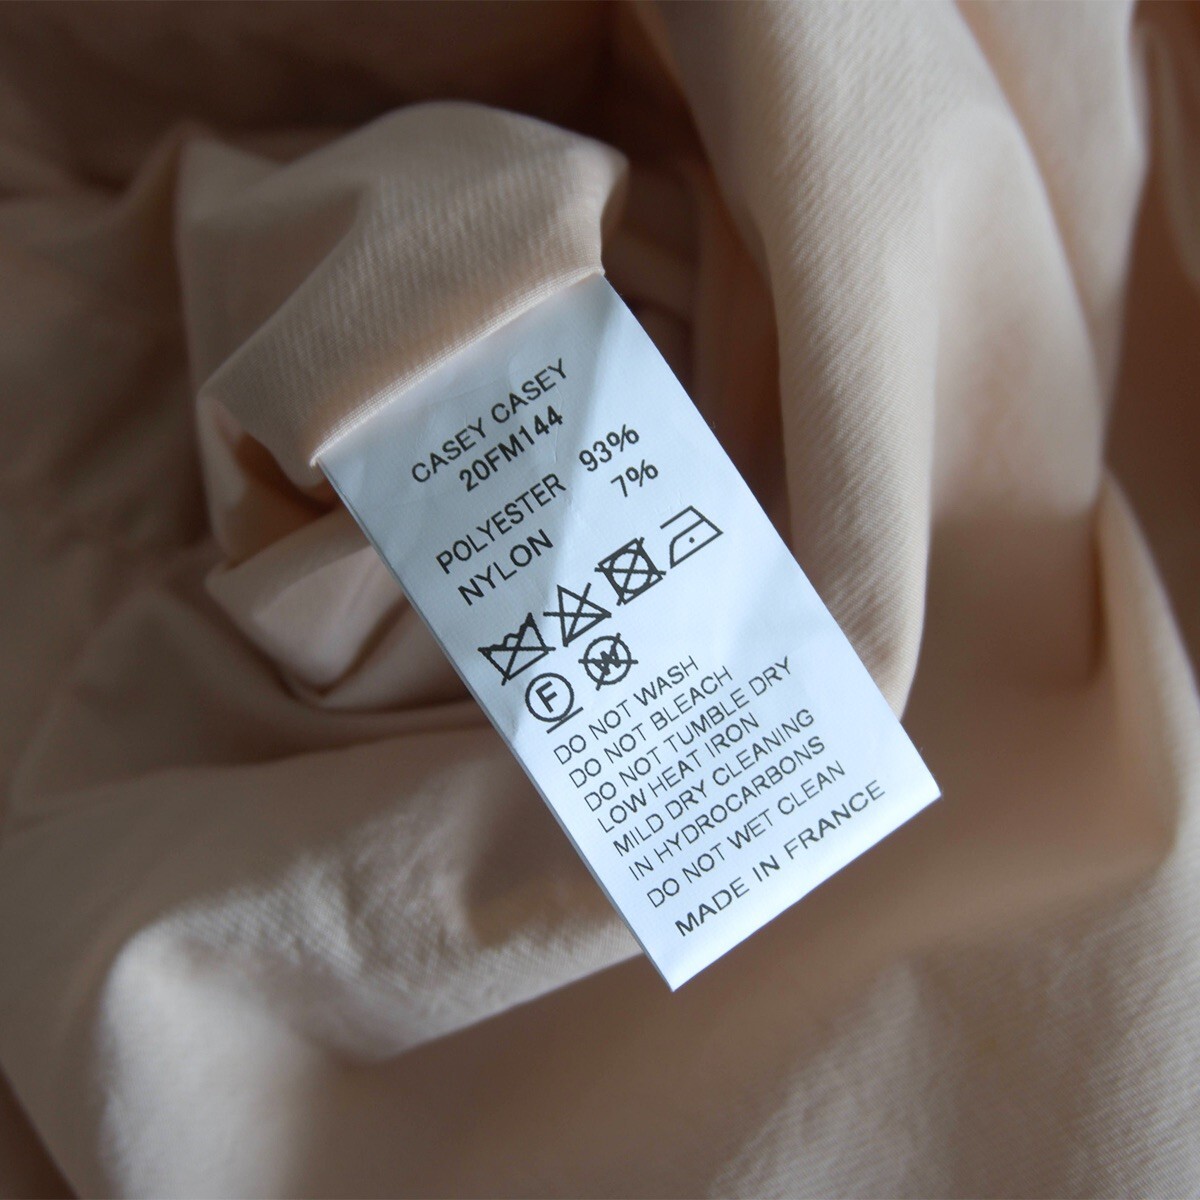 CASEY CASEY
20FM144
POLYESTER 93%
NYLON 7%
F W
DO NOT WASH
DO NOT BLEACH
DO NOT TUMBLE DRY
LOW HEAT IRON
MILD DRY CLEANING
IN HYDROCARBONS
DO NOT WET CLEAN
MADE IN FRANCE